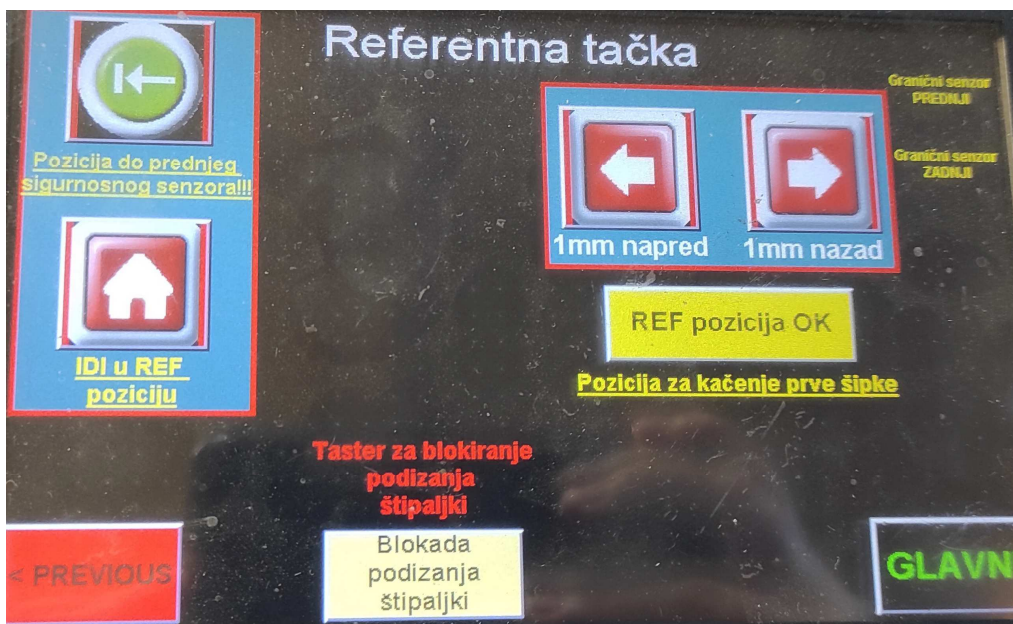 Referentna tačka
Pozicija do prednjeg
sigurnosnog senzora!!!
IDI u REF
poziciju
1mm napred
1mm nazad
Granični senzor
PREDNJI
Granični senzor
ZADNJI
REF pozicija OK
Pozicija za kačenje prve šipke
Taster za blokiranje
podizanja
štipaljki
< PREVIOUS
Blokada
podizanja
štipaljki
GLAVN